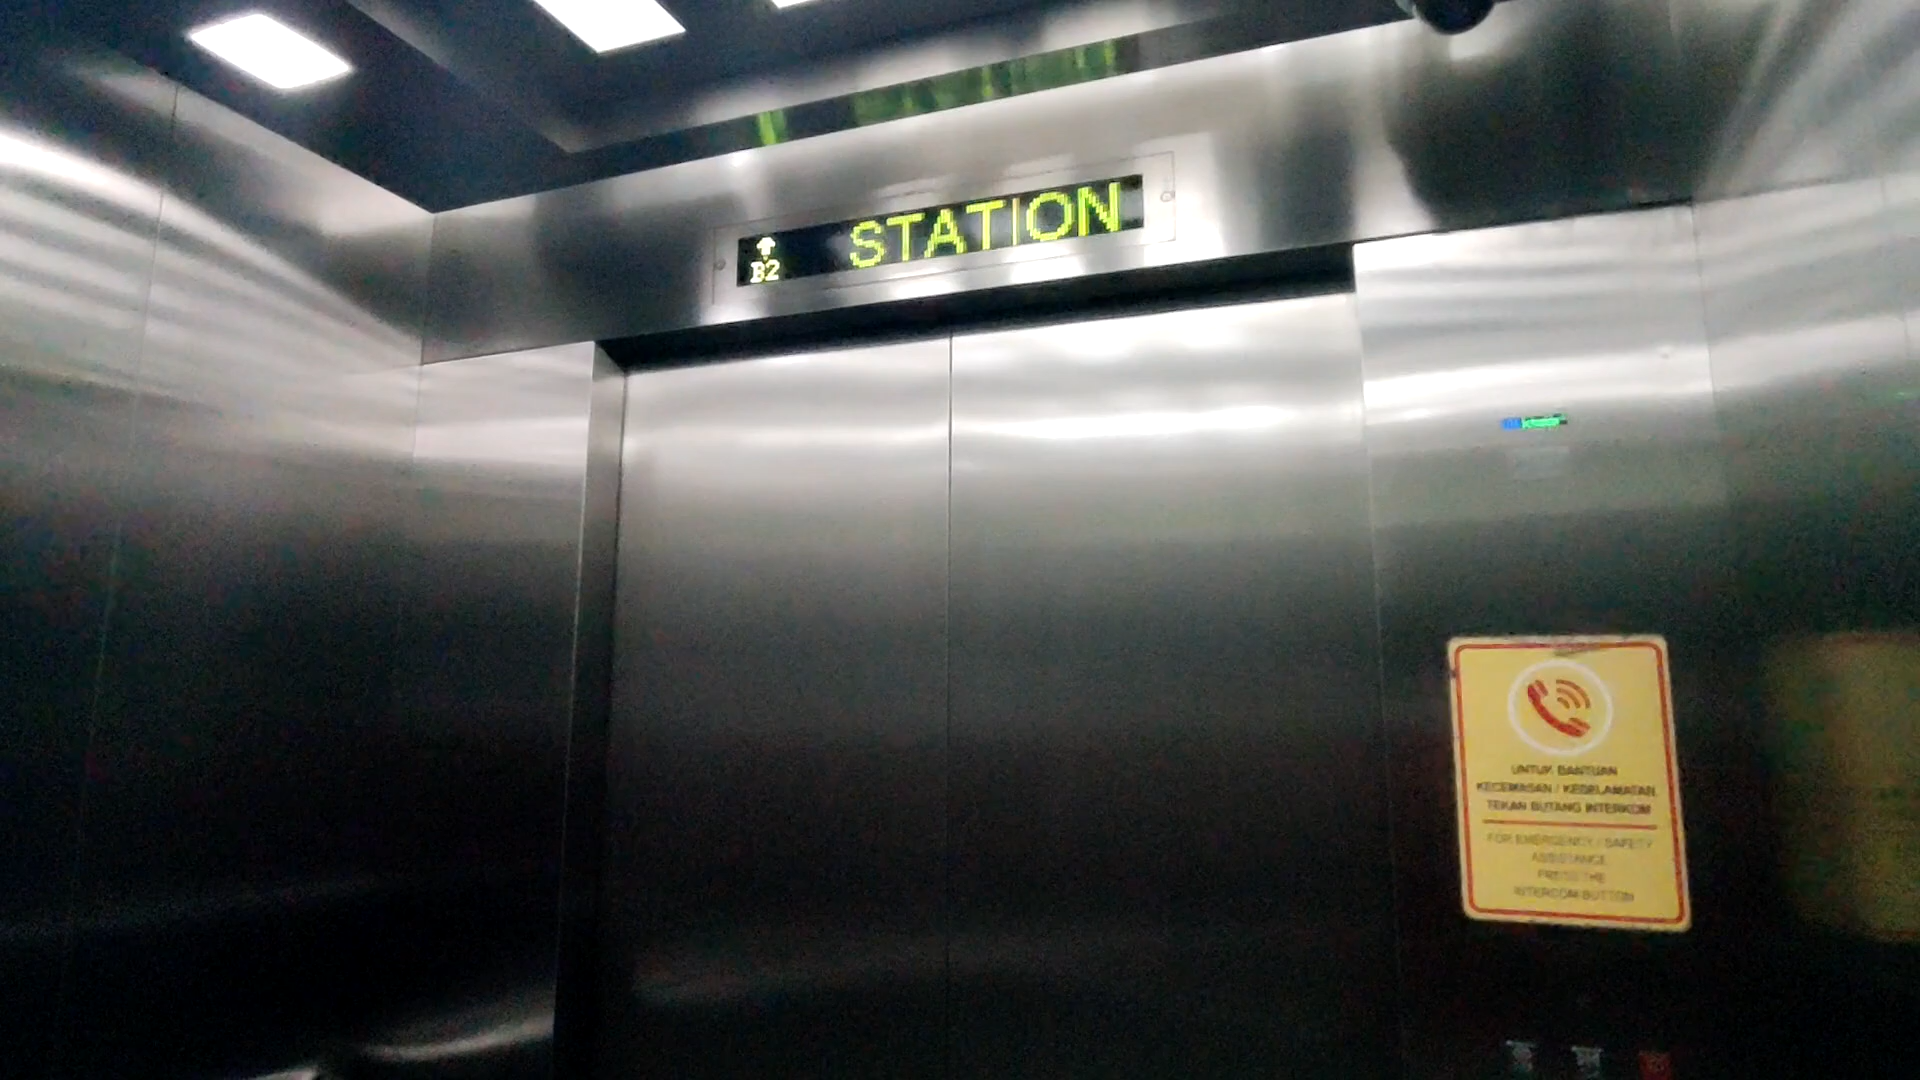 STATION
B2
UNTUK BANTUAN
KECEMASAN / KESELAMATAN
TEKAN BUTANG INTERKOM
FOR EMERGENCY / SAFETY
ASSISTANCE
PRESS THE
INTERCOM BUTTON